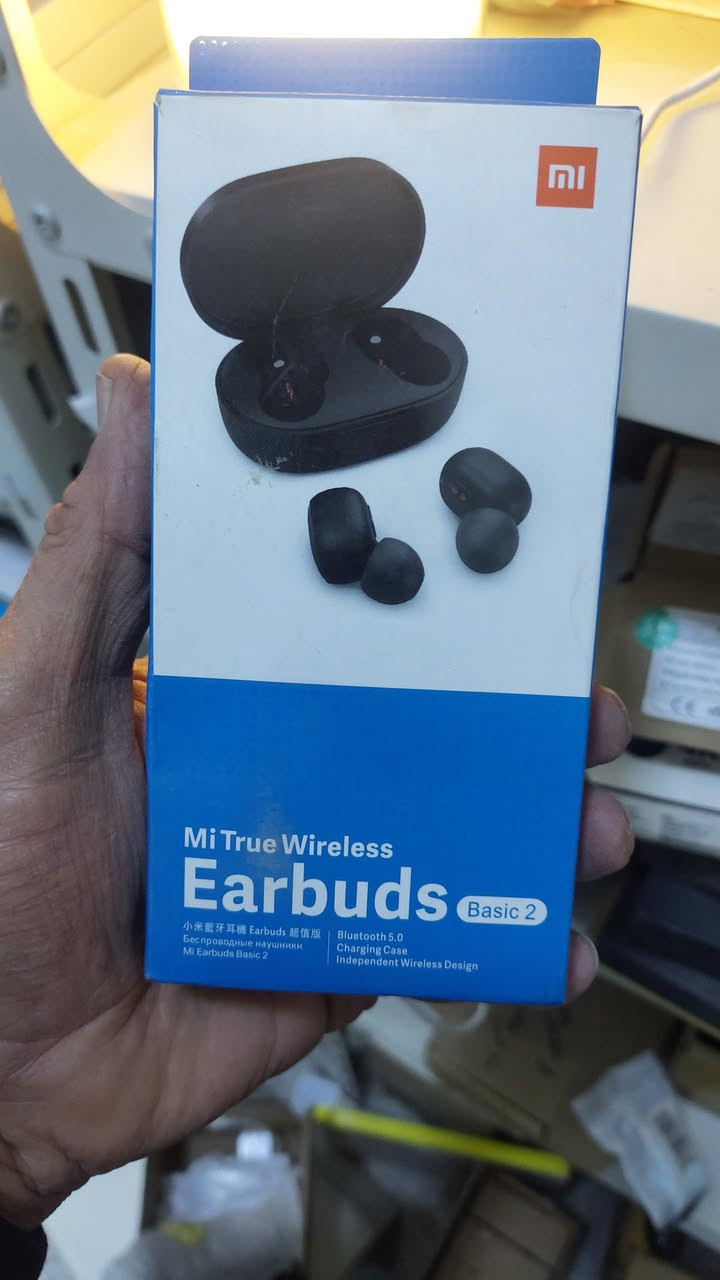 mi
Mi True Wireless
Earbuds Basic 2
小米藍牙耳機 Earbuds 超值版
Беспроводные наушники
Mi Earbuds Basic 2
Bluetooth 5.0
Charging Case
Independent Wireless Design
CE